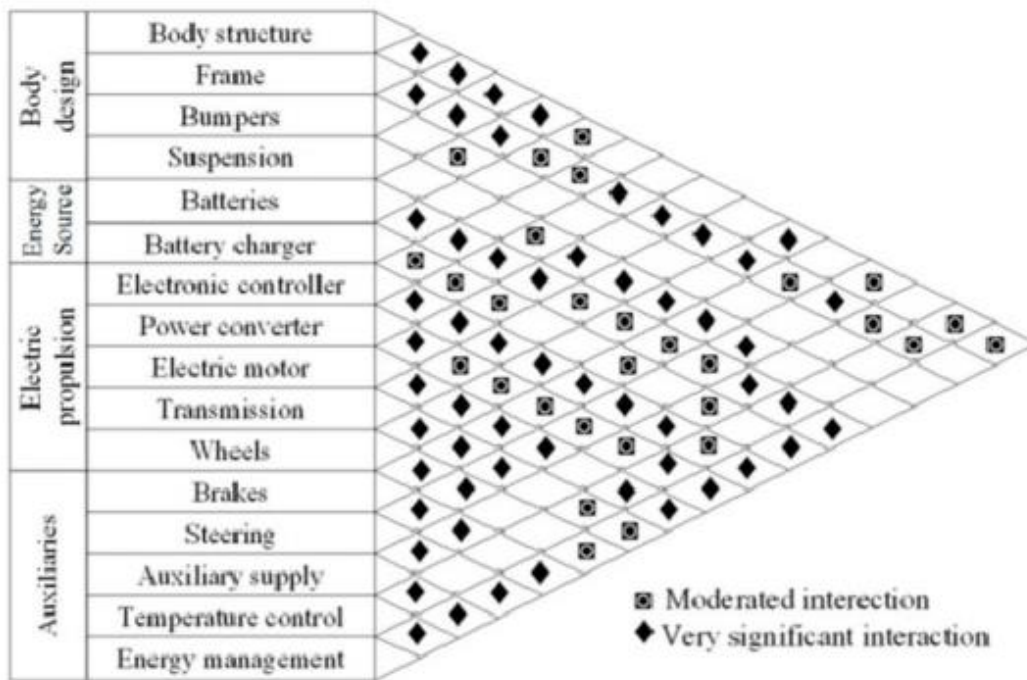 Body design
Body structure
Frame
Bumpers
Suspension
Energy Source
Batteries
Battery charger
Electric propulsion
Electronic controller
Power converter
Electric motor
Transmission
Wheels
Auxiliaries
Brakes
Steering
Auxiliary supply
Temperature control
Energy management
Moderated interection
Very significant interaction